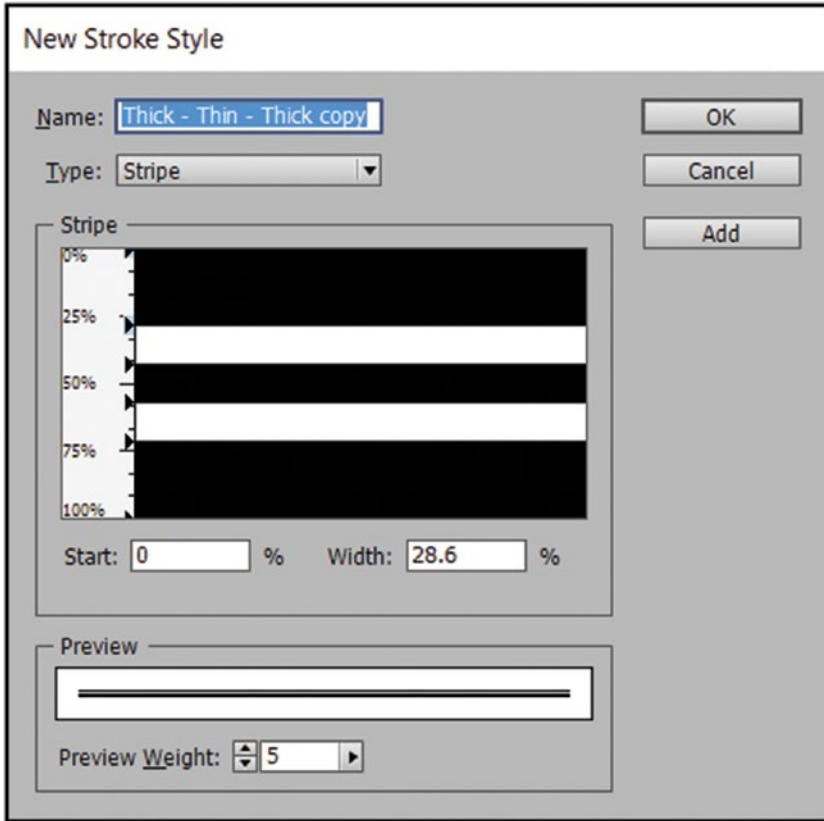 New Stroke Style
Name: Thick - Thin - Thick copy OK
Type: Stripe Cancel
Stripe Add
0%
25%
50%
75%
100%
Start: 0 % Width: 28.6 %
Preview
Preview Weight: 5